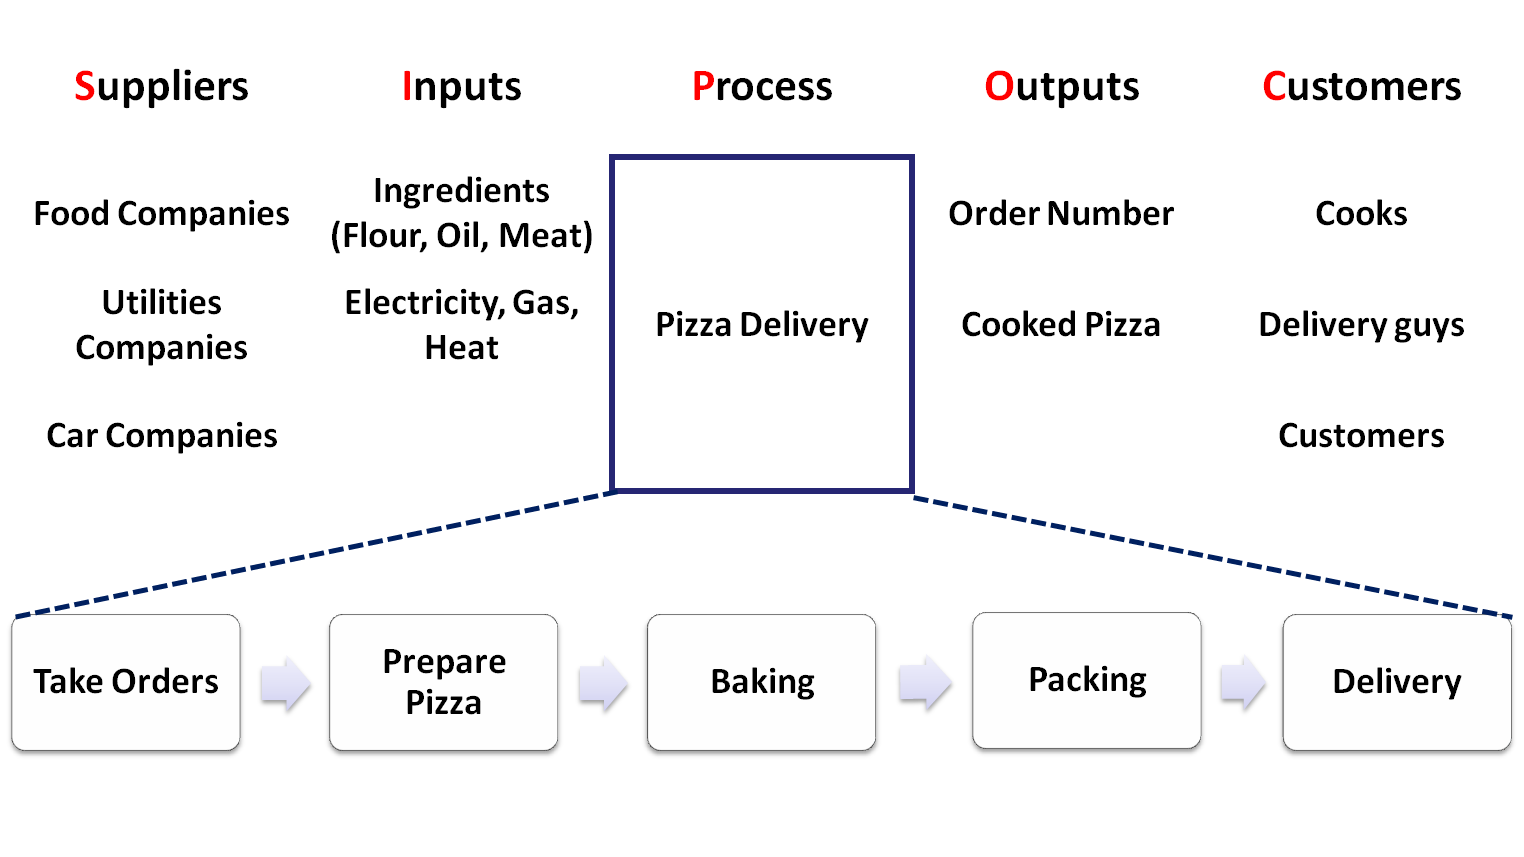 Suppliers
Inputs
Process
Outputs
Customers
Food Companies
Utilities
Companies
Car Companies
Ingredients
(Flour, Oil, Meat)
Electricity, Gas,
Heat
Pizza Delivery
Order Number
Cooked Pizza
Cooks
Delivery guys
Customers
Take Orders
Prepare
Pizza
Baking
Packing
Delivery